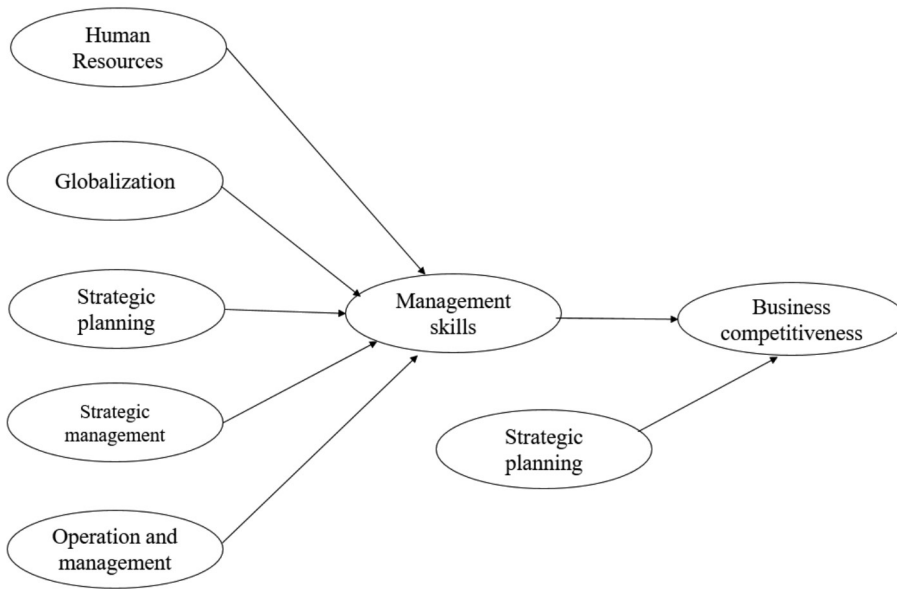 Human
Resources
Globalization
Strategic
planning
Management
skills
Business
competitiveness
Strategic
management
Strategic
planning
Operation and
management